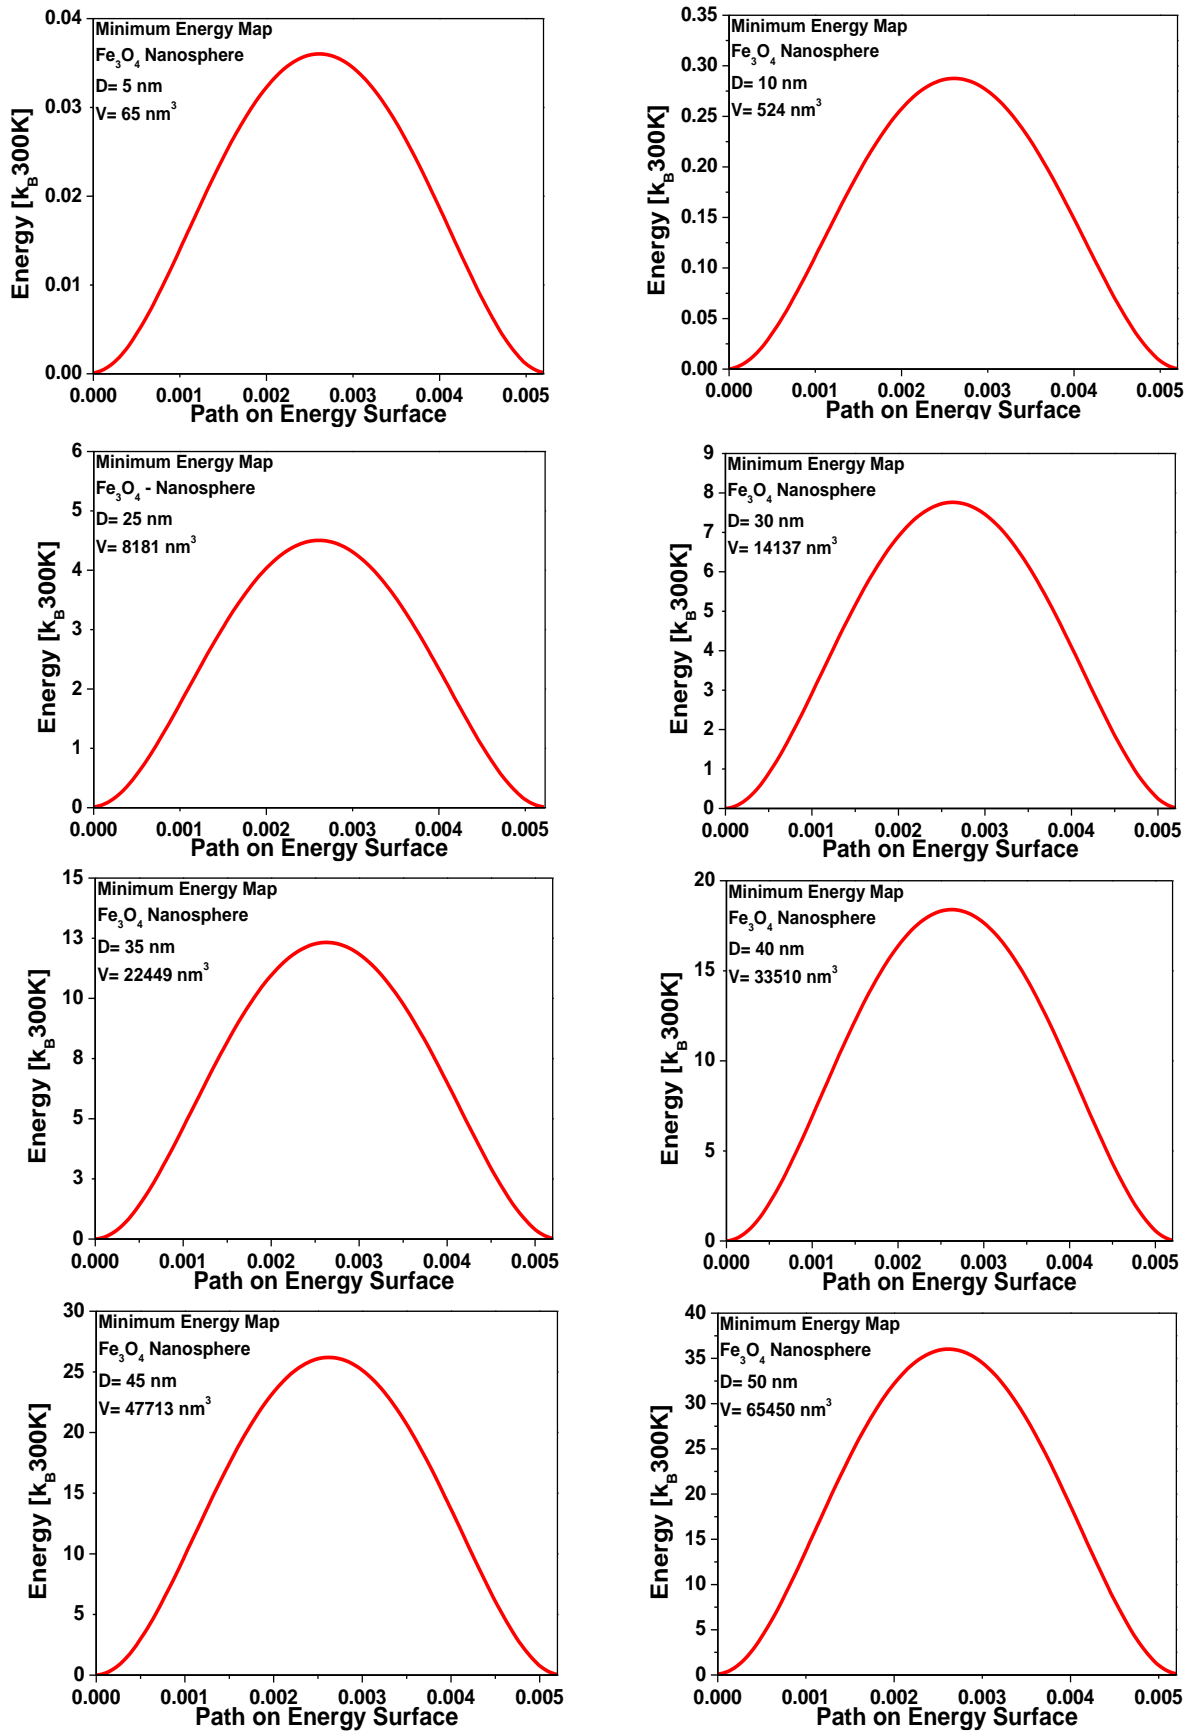 0.04
0.03
0.02
0.01
0.00
Energy [k_B300K]
Minimum Energy Map
Fe₃O₄ Nanosphere
D= 5 nm
V= 65 nm³
0.000 0.001 0.002 0.003 0.004 0.005
Path on Energy Surface
0.35
0.30
0.25
0.20
0.15
0.10
0.05
0.00
Energy [k_B300K]
Minimum Energy Map
Fe₃O₄ Nanosphere
D= 10 nm
V= 524 nm³
0.000 0.001 0.002 0.003 0.004 0.005
Path on Energy Surface
6
5
4
3
2
1
0
Energy [k_B300K]
Minimum Energy Map
Fe₃O₄ - Nanosphere
D= 25 nm
V= 8181 nm³
0.000 0.001 0.002 0.003 0.004 0.005
Path on Energy Surface
9
8
7
6
5
4
3
2
1
0
Energy [k_B300K]
Minimum Energy Map
Fe₃O₄ Nanosphere
D= 30 nm
V= 14137 nm³
0.000 0.001 0.002 0.003 0.004 0.005
Path on Energy Surface
15
13
10
8
5
3
0
Energy [k_B300K]
Minimum Energy Map
Fe₃O₄ Nanosphere
D= 35 nm
V= 22449 nm³
0.000 0.001 0.002 0.003 0.004 0.005
Path on Energy Surface
20
15
10
5
0
Energy [k_B300K]
Minimum Energy Map
Fe₃O₄ Nanosphere
D= 40 nm
V= 33510 nm³
0.000 0.001 0.002 0.003 0.004 0.005
Path on Energy Surface
30
25
20
15
10
5
0
Energy [k_B300K]
Minimum Energy Map
Fe₃O₄ Nanosphere
D= 45 nm
V= 47713 nm³
0.000 0.001 0.002 0.003 0.004 0.005
Path on Energy Surface
40
35
30
25
20
15
10
5
0
Energy [k_B300K]
Minimum Energy Map
Fe₃O₄ Nanosphere
D= 50 nm
V= 65450 nm³
0.000 0.001 0.002 0.003 0.004 0.005
Path on Energy Surface